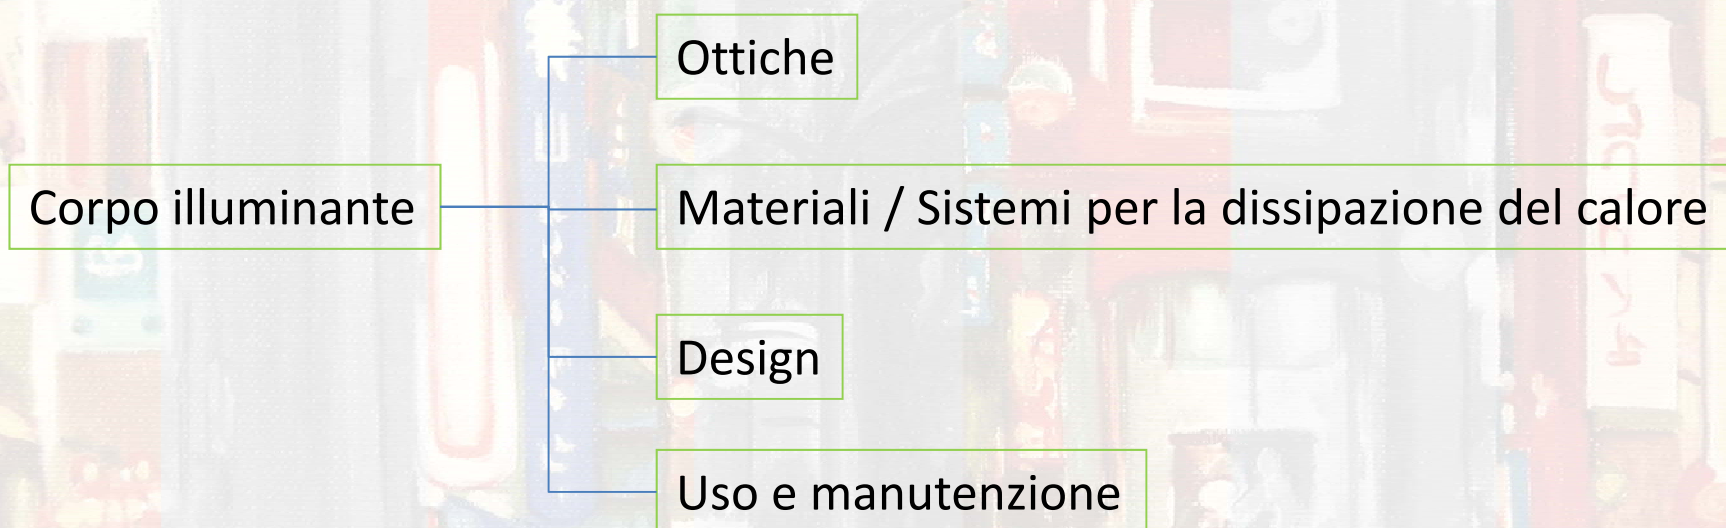 Ottiche
Corpo illuminante
Materiali / Sistemi per la dissipazione del calore
Design
Uso e manutenzione